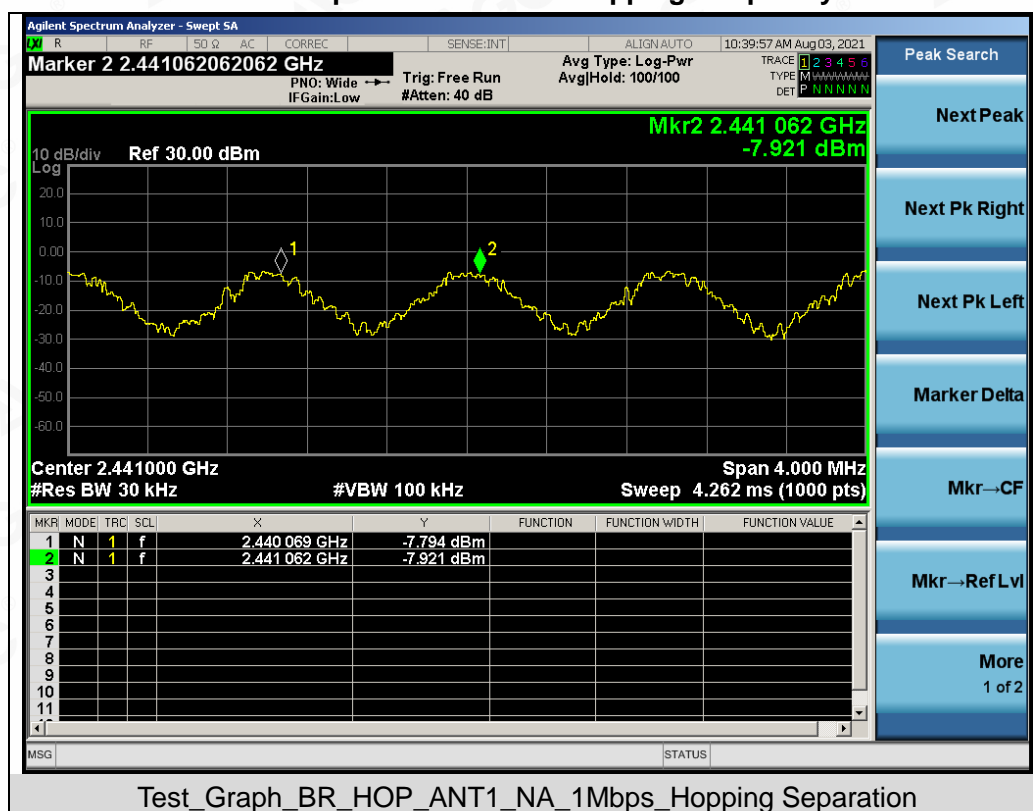 Agilent Spectrum Analyzer - Swept SA
LXI R RF 50 Ω AC CORREC SENSE:INT ALIGNAUTO 10:39:57 AM Aug 03, 2021
Marker 2 2.441062062062 GHz
PNO: Wide
IFGain:Low
Trig: Free Run
#Atten: 40 dB
Avg Type: Log-Pwr
Avg|Hold: 100/100
TRACE 1 2 3 4 5 6
TYPE M WWWWW
DET P N N N N N
Peak Search
Next Peak
Next Pk Right
Next Pk Left
Marker Delta
Mkr→CF
Mkr→RefLvl
More
1 of 2
Mkr2 2.441 062 GHz
-7.921 dBm
10 dB/div Ref 30.00 dBm
Log
20.0
10.0
0.00
-10.0
-20.0
-30.0
-40.0
-50.0
-60.0
1
2
Center 2.441000 GHz Span 4.000 MHz
#Res BW 30 kHz #VBW 100 kHz Sweep 4.262 ms (1000 pts)
MKR MODE TRC SCL X Y FUNCTION FUNCTION WIDTH FUNCTION VALUE
1 N 1 f 2.440 069 GHz -7.794 dBm
2 N 1 f 2.441 062 GHz -7.921 dBm
3
4
5
6
7
8
9
10
11
MSG STATUS
Test_Graph_BR_HOP_ANT1_NA_1Mbps_Hopping Separation